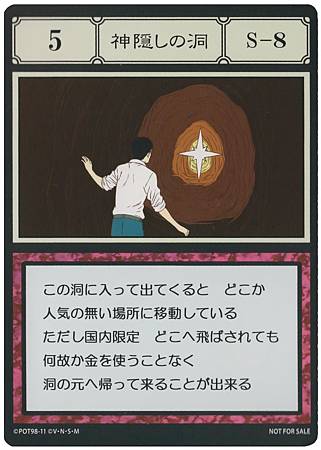 5 神隠しの洞 S-8
この洞に入って出てくると　どこか
人気の無い場所に移動している
ただし国内限定　どこへ飛ばされても
何故か金を使うことなく
洞の元へ帰って来ることが出来る
©POT98-11 ©V・N・S・M NOT FOR SALE